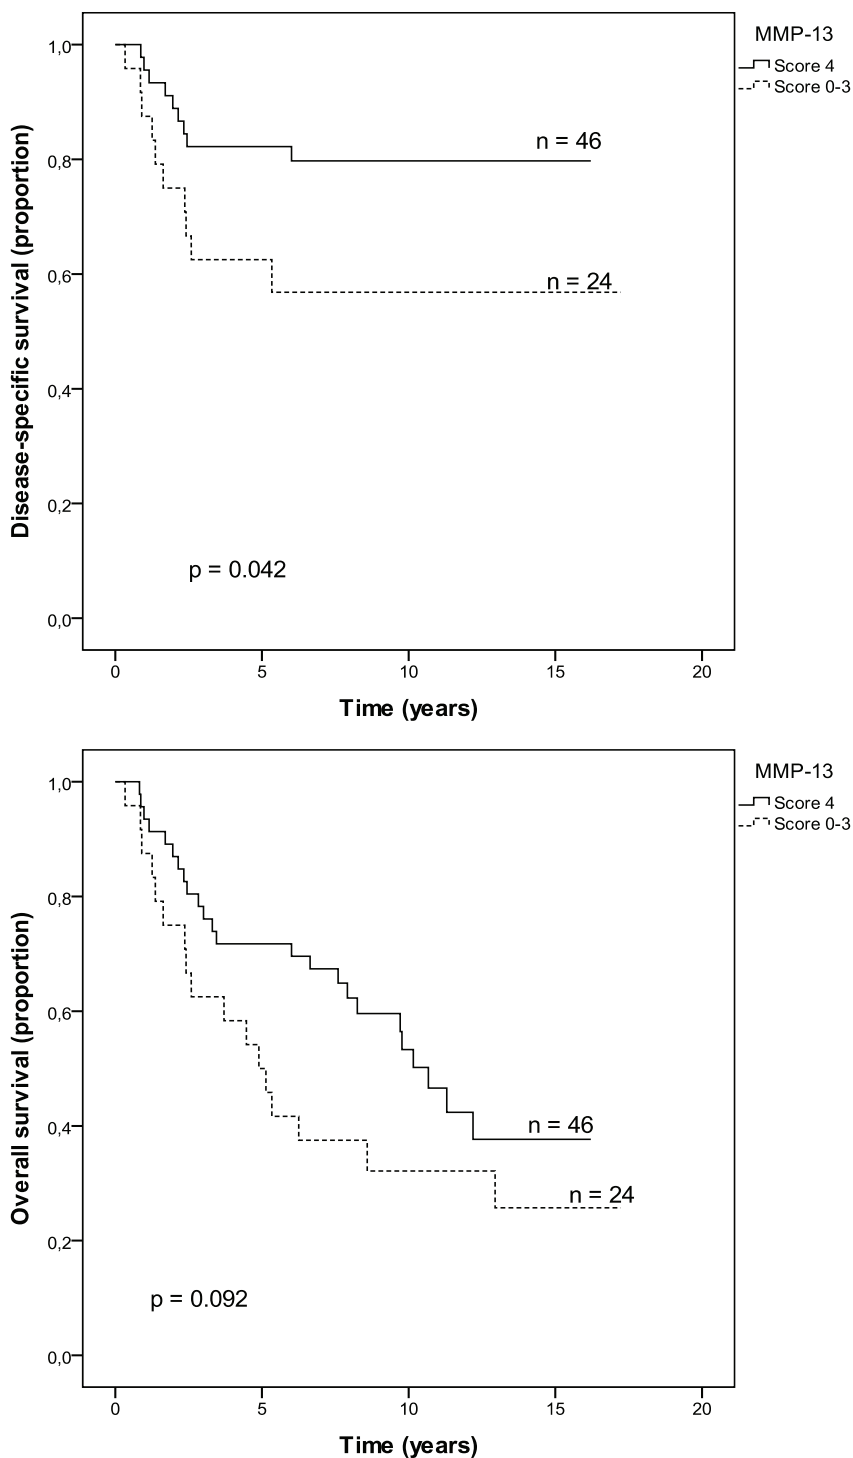 MMP-13
Score 4
Score 0-3
1,0
0,8
0,6
0,4
0,2
0,0
Disease-specific survival (proportion)
n = 46
n = 24
p = 0.042
0 5 10 15 20
Time (years)
MMP-13
Score 4
Score 0-3
1,0
0,8
0,6
0,4
0,2
0,0
Overall survival (proportion)
n = 46
n = 24
p = 0.092
0 5 10 15 20
Time (years)